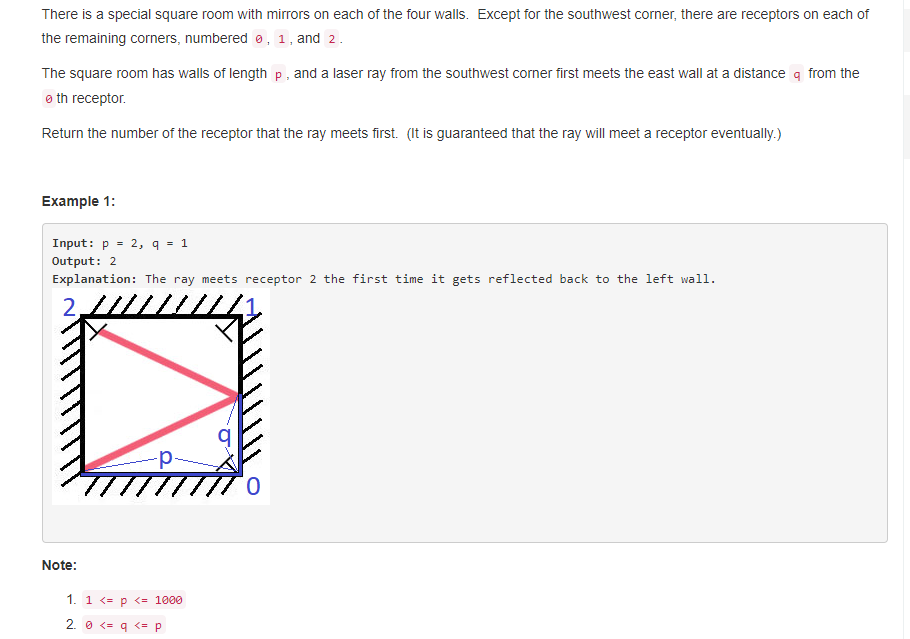 There is a special square room with mirrors on each of the four walls.  Except for the southwest corner, there are receptors on each of
the remaining corners, numbered 0, 1, and 2.
The square room has walls of length p, and a laser ray from the southwest corner first meets the east wall at a distance q from the
0th receptor.
Return the number of the receptor that the ray meets first.  (It is guaranteed that the ray will meet a receptor eventually.)
Example 1:
Input: p = 2, q = 1
Output: 2
Explanation: The ray meets receptor 2 the first time it gets reflected back to the left wall.
2 1
q
p
0
Note:
1. 1 <= p <= 1000
2. 0 <= q <= p